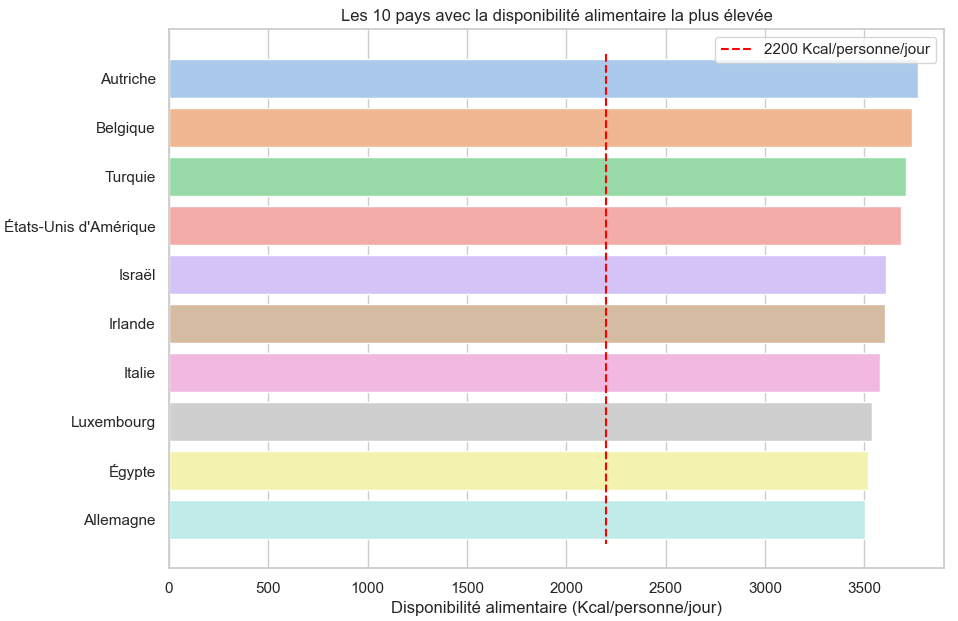 Les 10 pays avec la disponibilité alimentaire la plus élevée
2200 Kcal/personne/jour
Autriche
Belgique
Turquie
États-Unis d'Amérique
Israël
Irlande
Italie
Luxembourg
Égypte
Allemagne
0 500 1000 1500 2000 2500 3000 3500
Disponibilité alimentaire (Kcal/personne/jour)